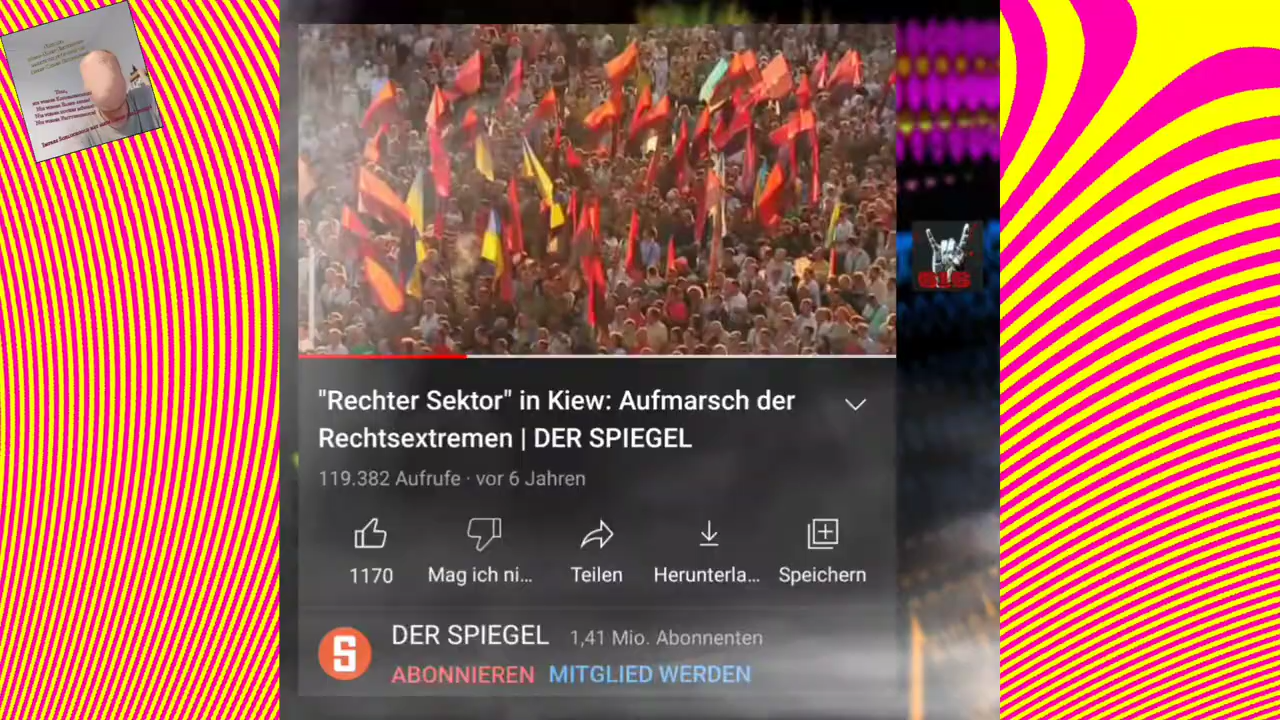 "Rechter Sektor" in Kiew: Aufmarsch der
Rechtsextremen | DER SPIEGEL
119.382 Aufrufe · vor 6 Jahren
1170
Mag ich ni...
Teilen
Herunterla...
Speichern
S
DER SPIEGEL 1,41 Mio. Abonnenten
ABONNIEREN MITGLIED WERDEN